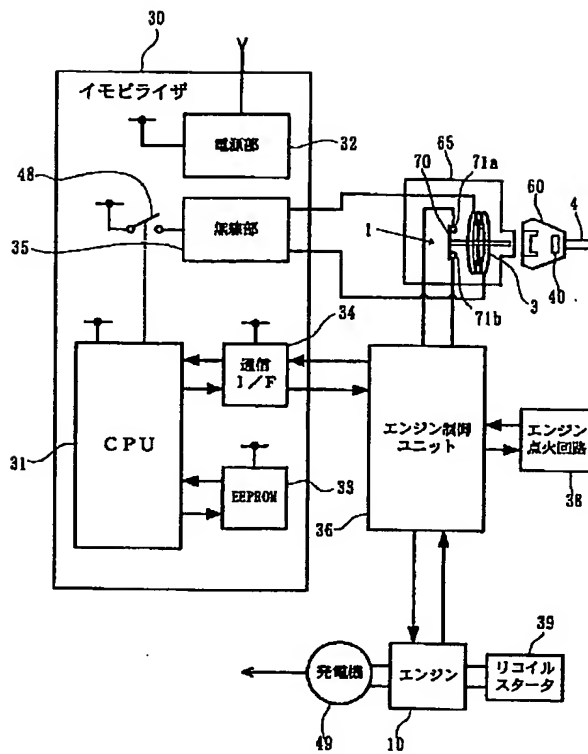 30
イモビライザ
電源部
32
48
無線部
35
65
70
71a
1
71b
3
60
4
40
34
通信
I/F
CPU
31
EEPROM
33
エンジン制御
ユニット
36
エンジン
点火回路
38
発電機
49
エンジン
10
39
リコイル
スタータ